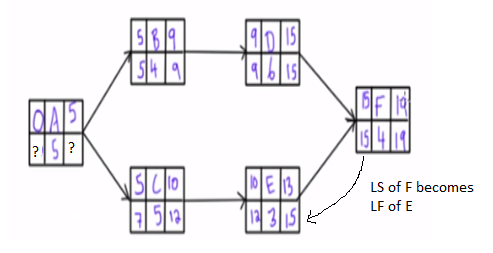 5 B 9
5 4 9
9 D 15
9 6 15
0 A 5
? 5 ?
15 F 19
15 4 19
5 C 10
7 5 12
10 E 13
12 3 15
LS of F becomes
LF of E